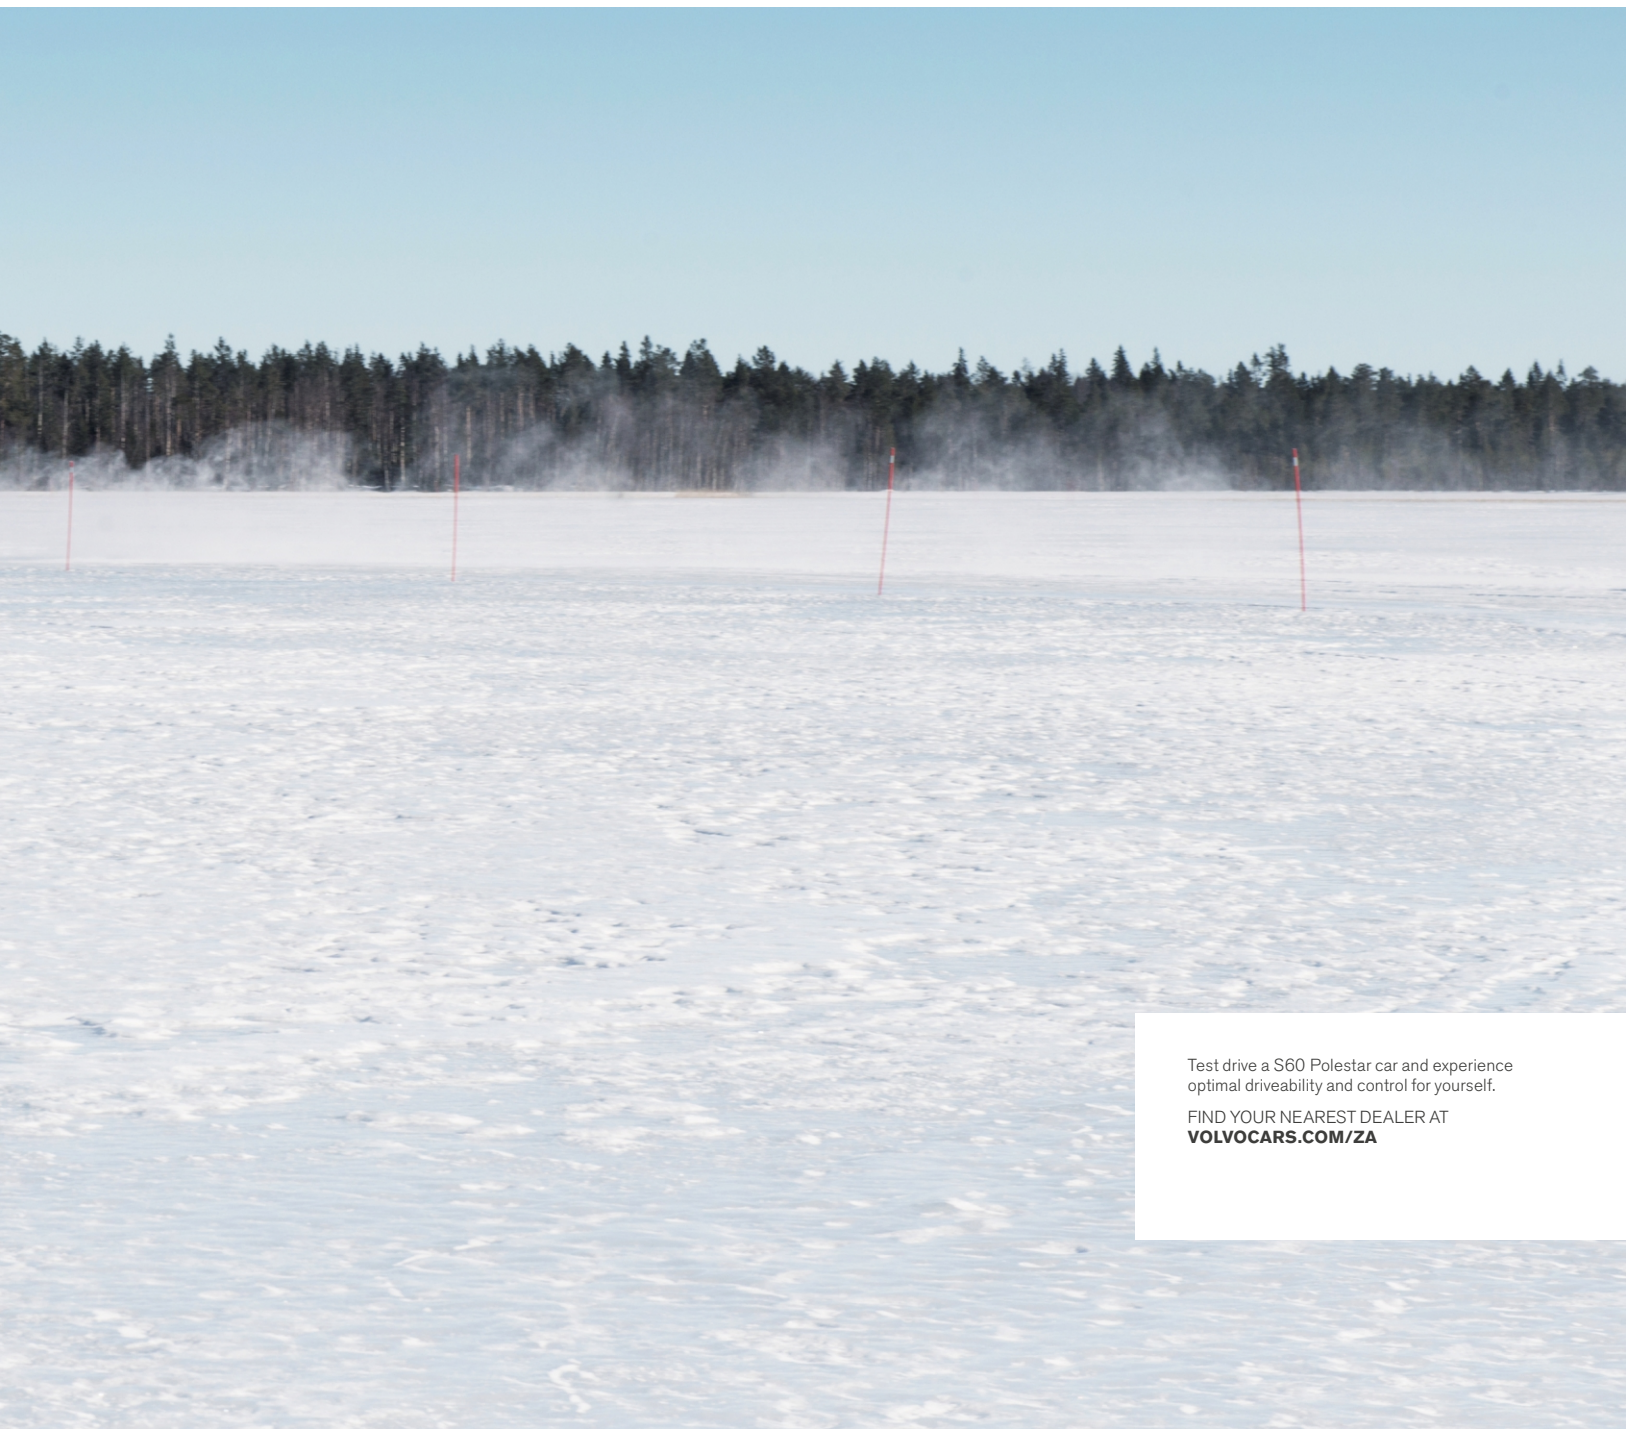 Test drive a S60 Polestar car and experience
optimal driveability and control for yourself.
FIND YOUR NEAREST DEALER AT
VOLVOCARS.COM/ZA